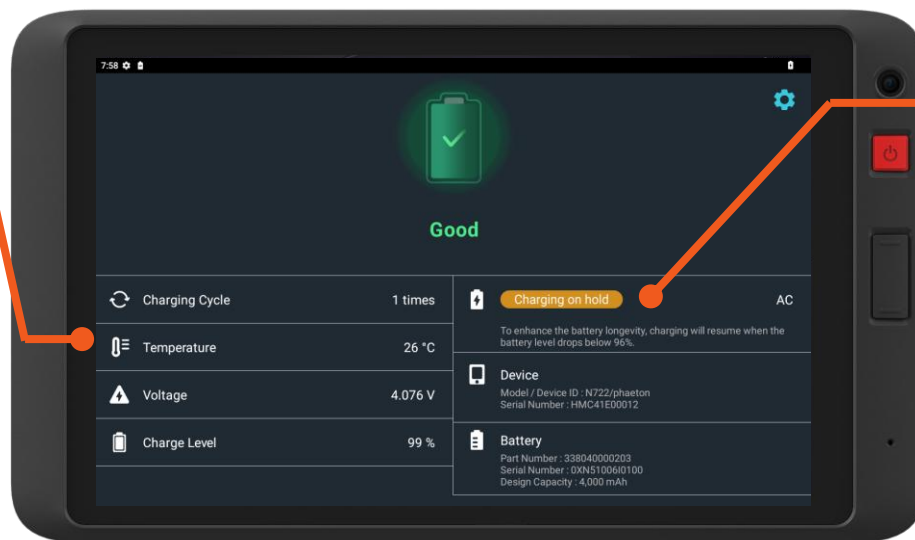 7:58
Good
Charging Cycle 1 times
Temperature 26 °C
Voltage 4.076 V
Charge Level 99 %
Charging on hold AC
To enhance the battery longevity, charging will resume when the
battery level drops below 96%.
Device
Model / Device ID : N722/phaeton
Serial Number : HMC41E00012
Battery
Part Number : 338040000203
Serial Number : 0XN51006I0100
Design Capacity : 4,000 mAh